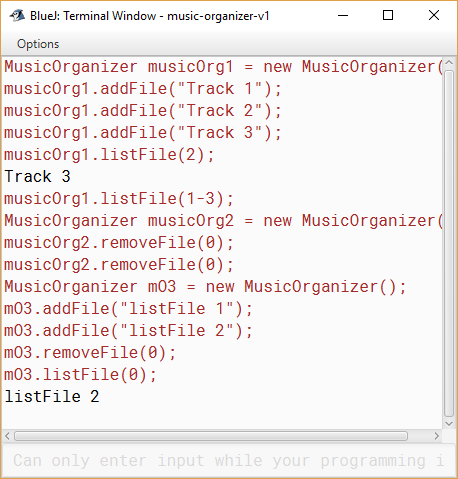 BlueJ: Terminal Window - music-organizer-v1
Options
MusicOrganizer musicOrg1 = new MusicOrganizer(
musicOrg1.addFile("Track 1");
musicOrg1.addFile("Track 2");
musicOrg1.addFile("Track 3");
musicOrg1.listFile(2);
Track 3
musicOrg1.listFile(1-3);
MusicOrganizer musicOrg2 = new MusicOrganizer(
musicOrg2.removeFile(0);
musicOrg2.removeFile(0);
MusicOrganizer mO3 = new MusicOrganizer();
mO3.addFile("listFile 1");
mO3.addFile("listFile 2");
mO3.removeFile(0);
mO3.listFile(0);
listFile 2
Can only enter input while your programming i